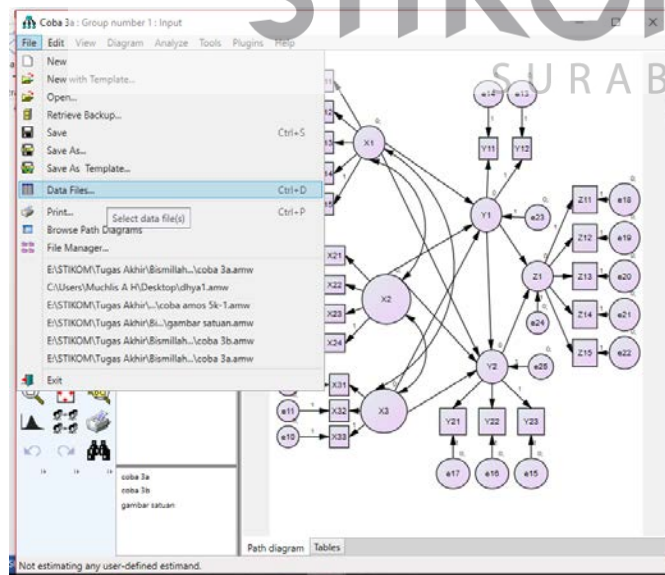 STIKOM
SURAB
Coba 3a : Group number 1 : Input
File Edit View Diagram Analyze Tools Plugins Help
New
New with Template...
Open...
Retrieve Backup...
Save Ctrl+S
Save As...
Save As Template...
Data Files... Ctrl+D
Print... Ctrl+P
Select data file(s)
Browse Path Diagrams
File Manager...
E:\STIKOM\Tugas Akhir\Bismillah...\coba 3a.amw
C:\Users\Muchlis A H\Desktop\dhya1.amw
E:\STIKOM\Tugas Akhir\...\coba amos 5k-1.amw
E:\STIKOM\Tugas Akhir\Bi...\gambar satuan.amw
E:\STIKOM\Tugas Akhir\Bismillah...\coba 3b.amw
E:\STIKOM\Tugas Akhir\Bismillah...\coba 3a.amw
Exit
coba 3a
coba 3b
gambar satuan
Path diagram Tables
Not estimating any user-defined estimand.
e14 e13
Y11 Y12
X1
Y1 e23
Z11 e18
Z12 e19
Z1 Z13 e20
Z14 e21
Z15 e22
e24
X21
X22
X23
X24
X2
Y2
X31
e11 X32
e10 X33
X3
Y21 Y22 Y23
e17 e16 e15